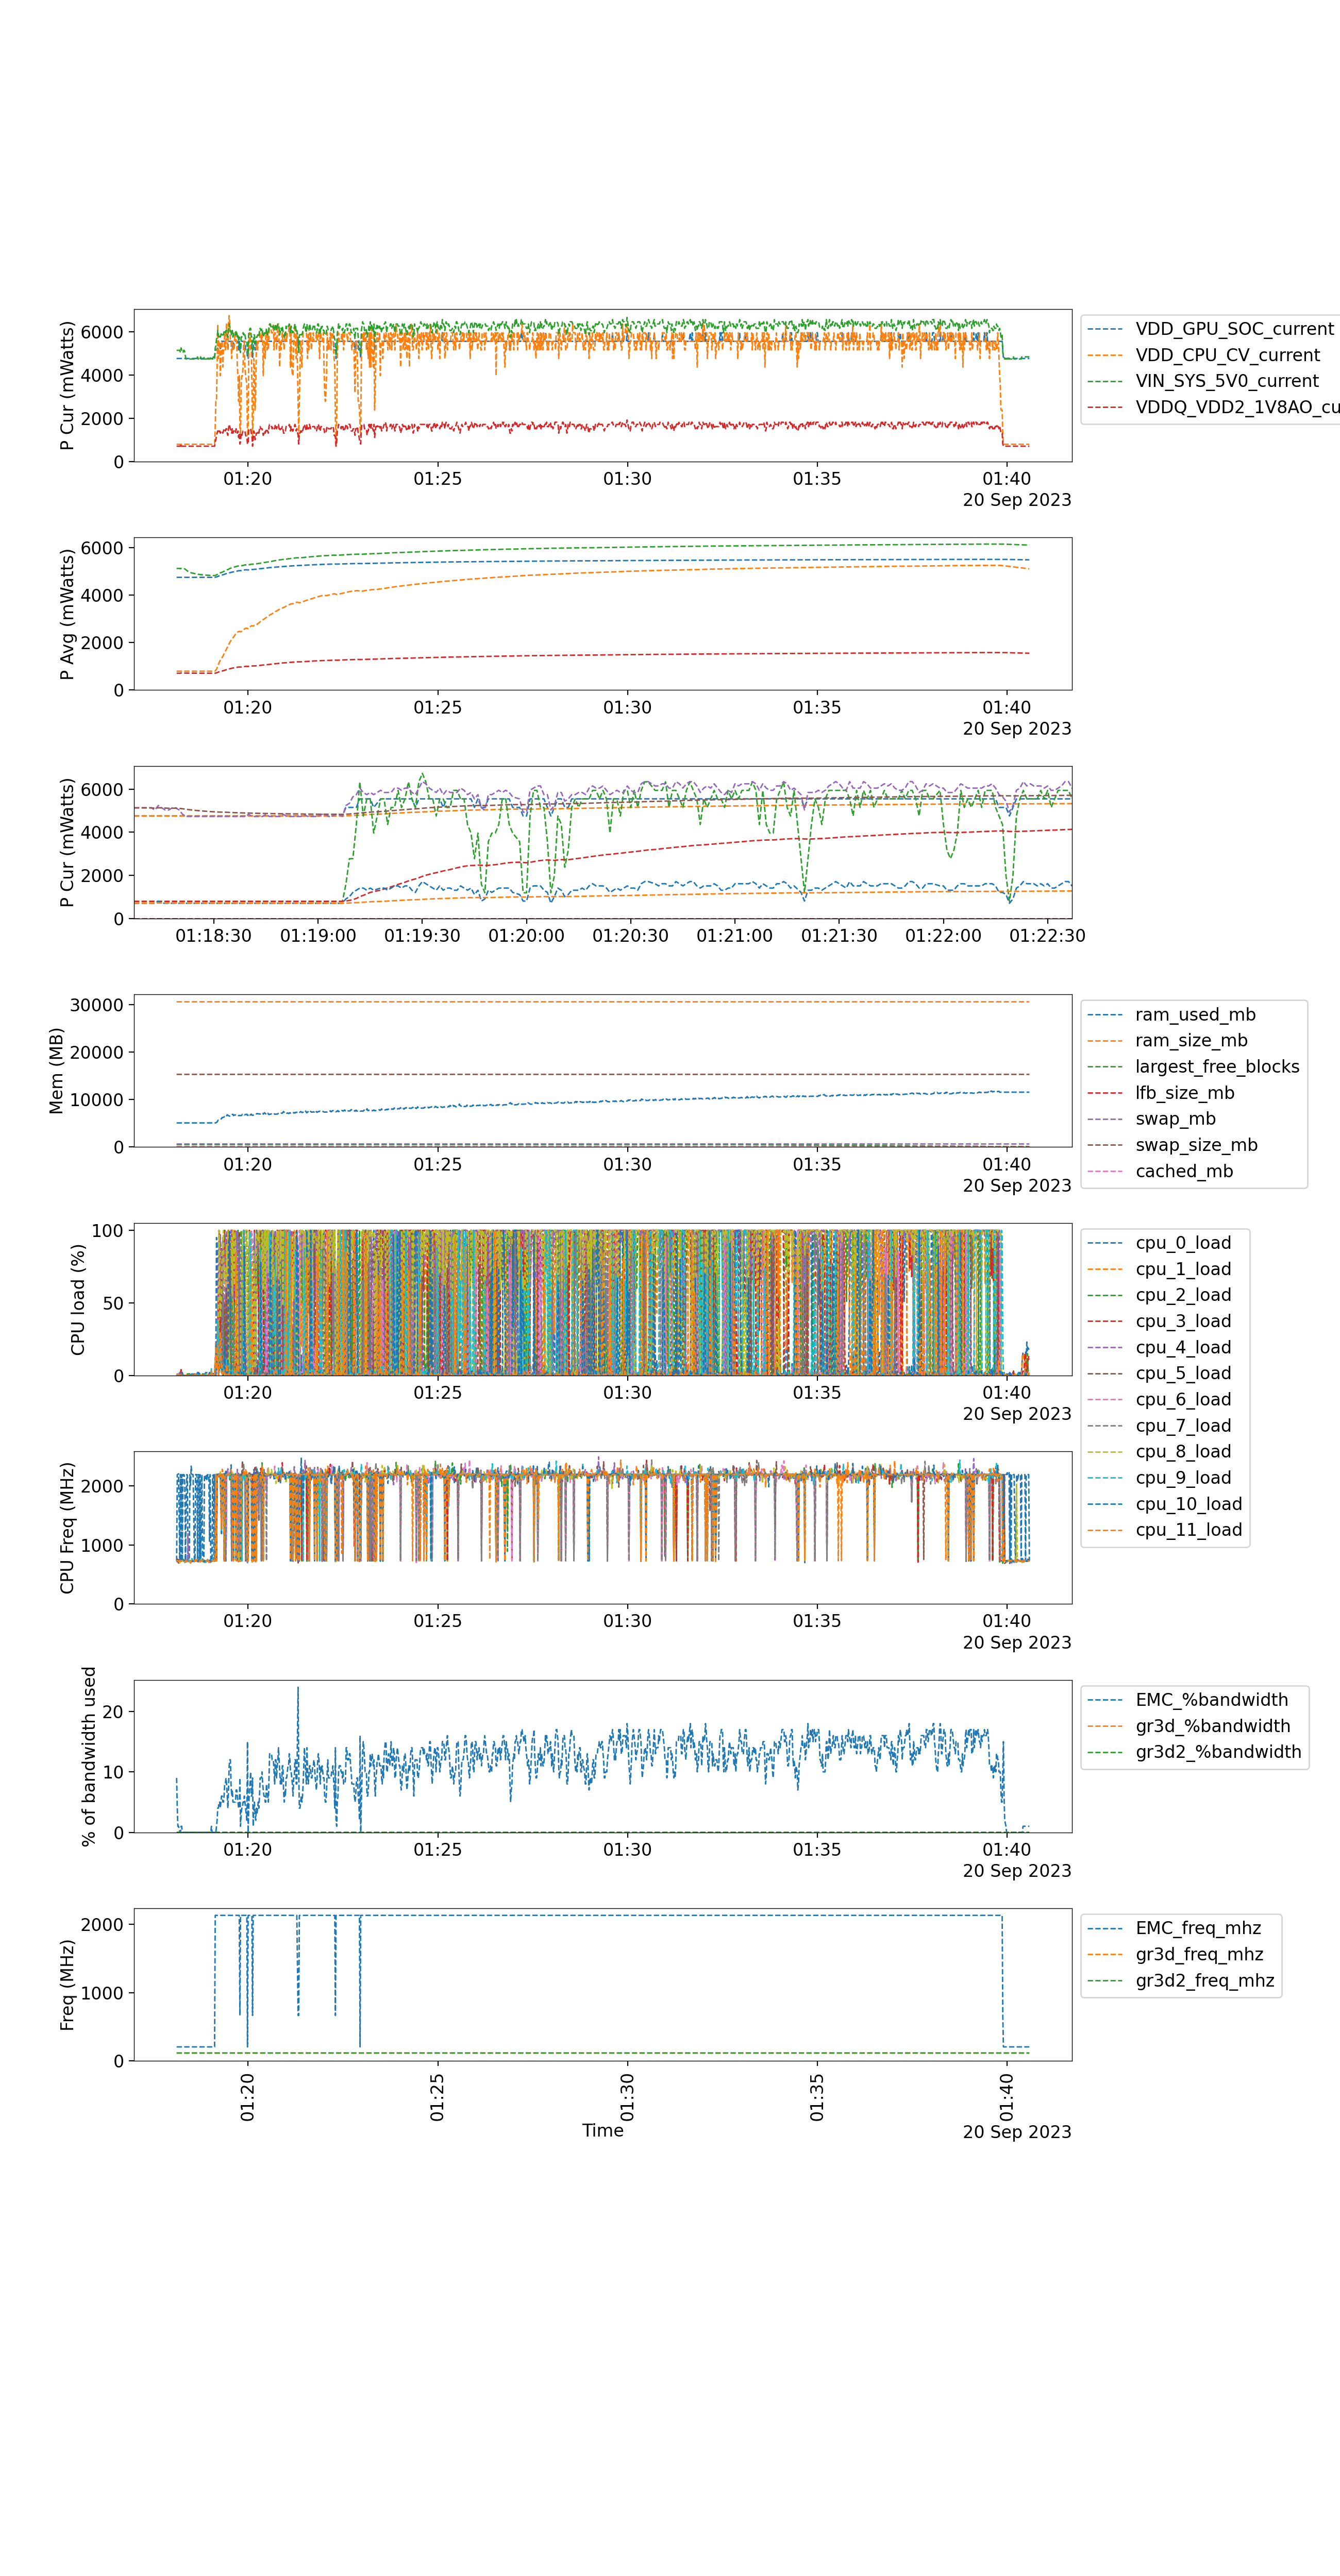 P Cur (mWatts)
6000
4000
2000
0
01:20 01:25 01:30 01:35 01:40
20 Sep 2023
VDD_GPU_SOC_current
VDD_CPU_CV_current
VIN_SYS_5V0_current
VDDQ_VDD2_1V8AO_cu
P Avg (mWatts)
6000
4000
2000
0
01:20 01:25 01:30 01:35 01:40
20 Sep 2023
P Cur (mWatts)
6000
4000
2000
0
01:18:30 01:19:00 01:19:30 01:20:00 01:20:30 01:21:00 01:21:30 01:22:00 01:22:30
Mem (MB)
30000
20000
10000
0
01:20 01:25 01:30 01:35 01:40
20 Sep 2023
ram_used_mb
ram_size_mb
largest_free_blocks
lfb_size_mb
swap_mb
swap_size_mb
cached_mb
CPU load (%)
100
50
0
01:20 01:25 01:30 01:35 01:40
20 Sep 2023
cpu_0_load
cpu_1_load
cpu_2_load
cpu_3_load
cpu_4_load
cpu_5_load
cpu_6_load
cpu_7_load
cpu_8_load
cpu_9_load
cpu_10_load
cpu_11_load
CPU Freq (MHz)
2000
1000
0
01:20 01:25 01:30 01:35 01:40
20 Sep 2023
% of bandwidth used
20
10
0
01:20 01:25 01:30 01:35 01:40
20 Sep 2023
EMC_%bandwidth
gr3d_%bandwidth
gr3d2_%bandwidth
Freq (MHz)
2000
1000
0
01:20 01:25 01:30 01:35 01:40
Time
20 Sep 2023
EMC_freq_mhz
gr3d_freq_mhz
gr3d2_freq_mhz